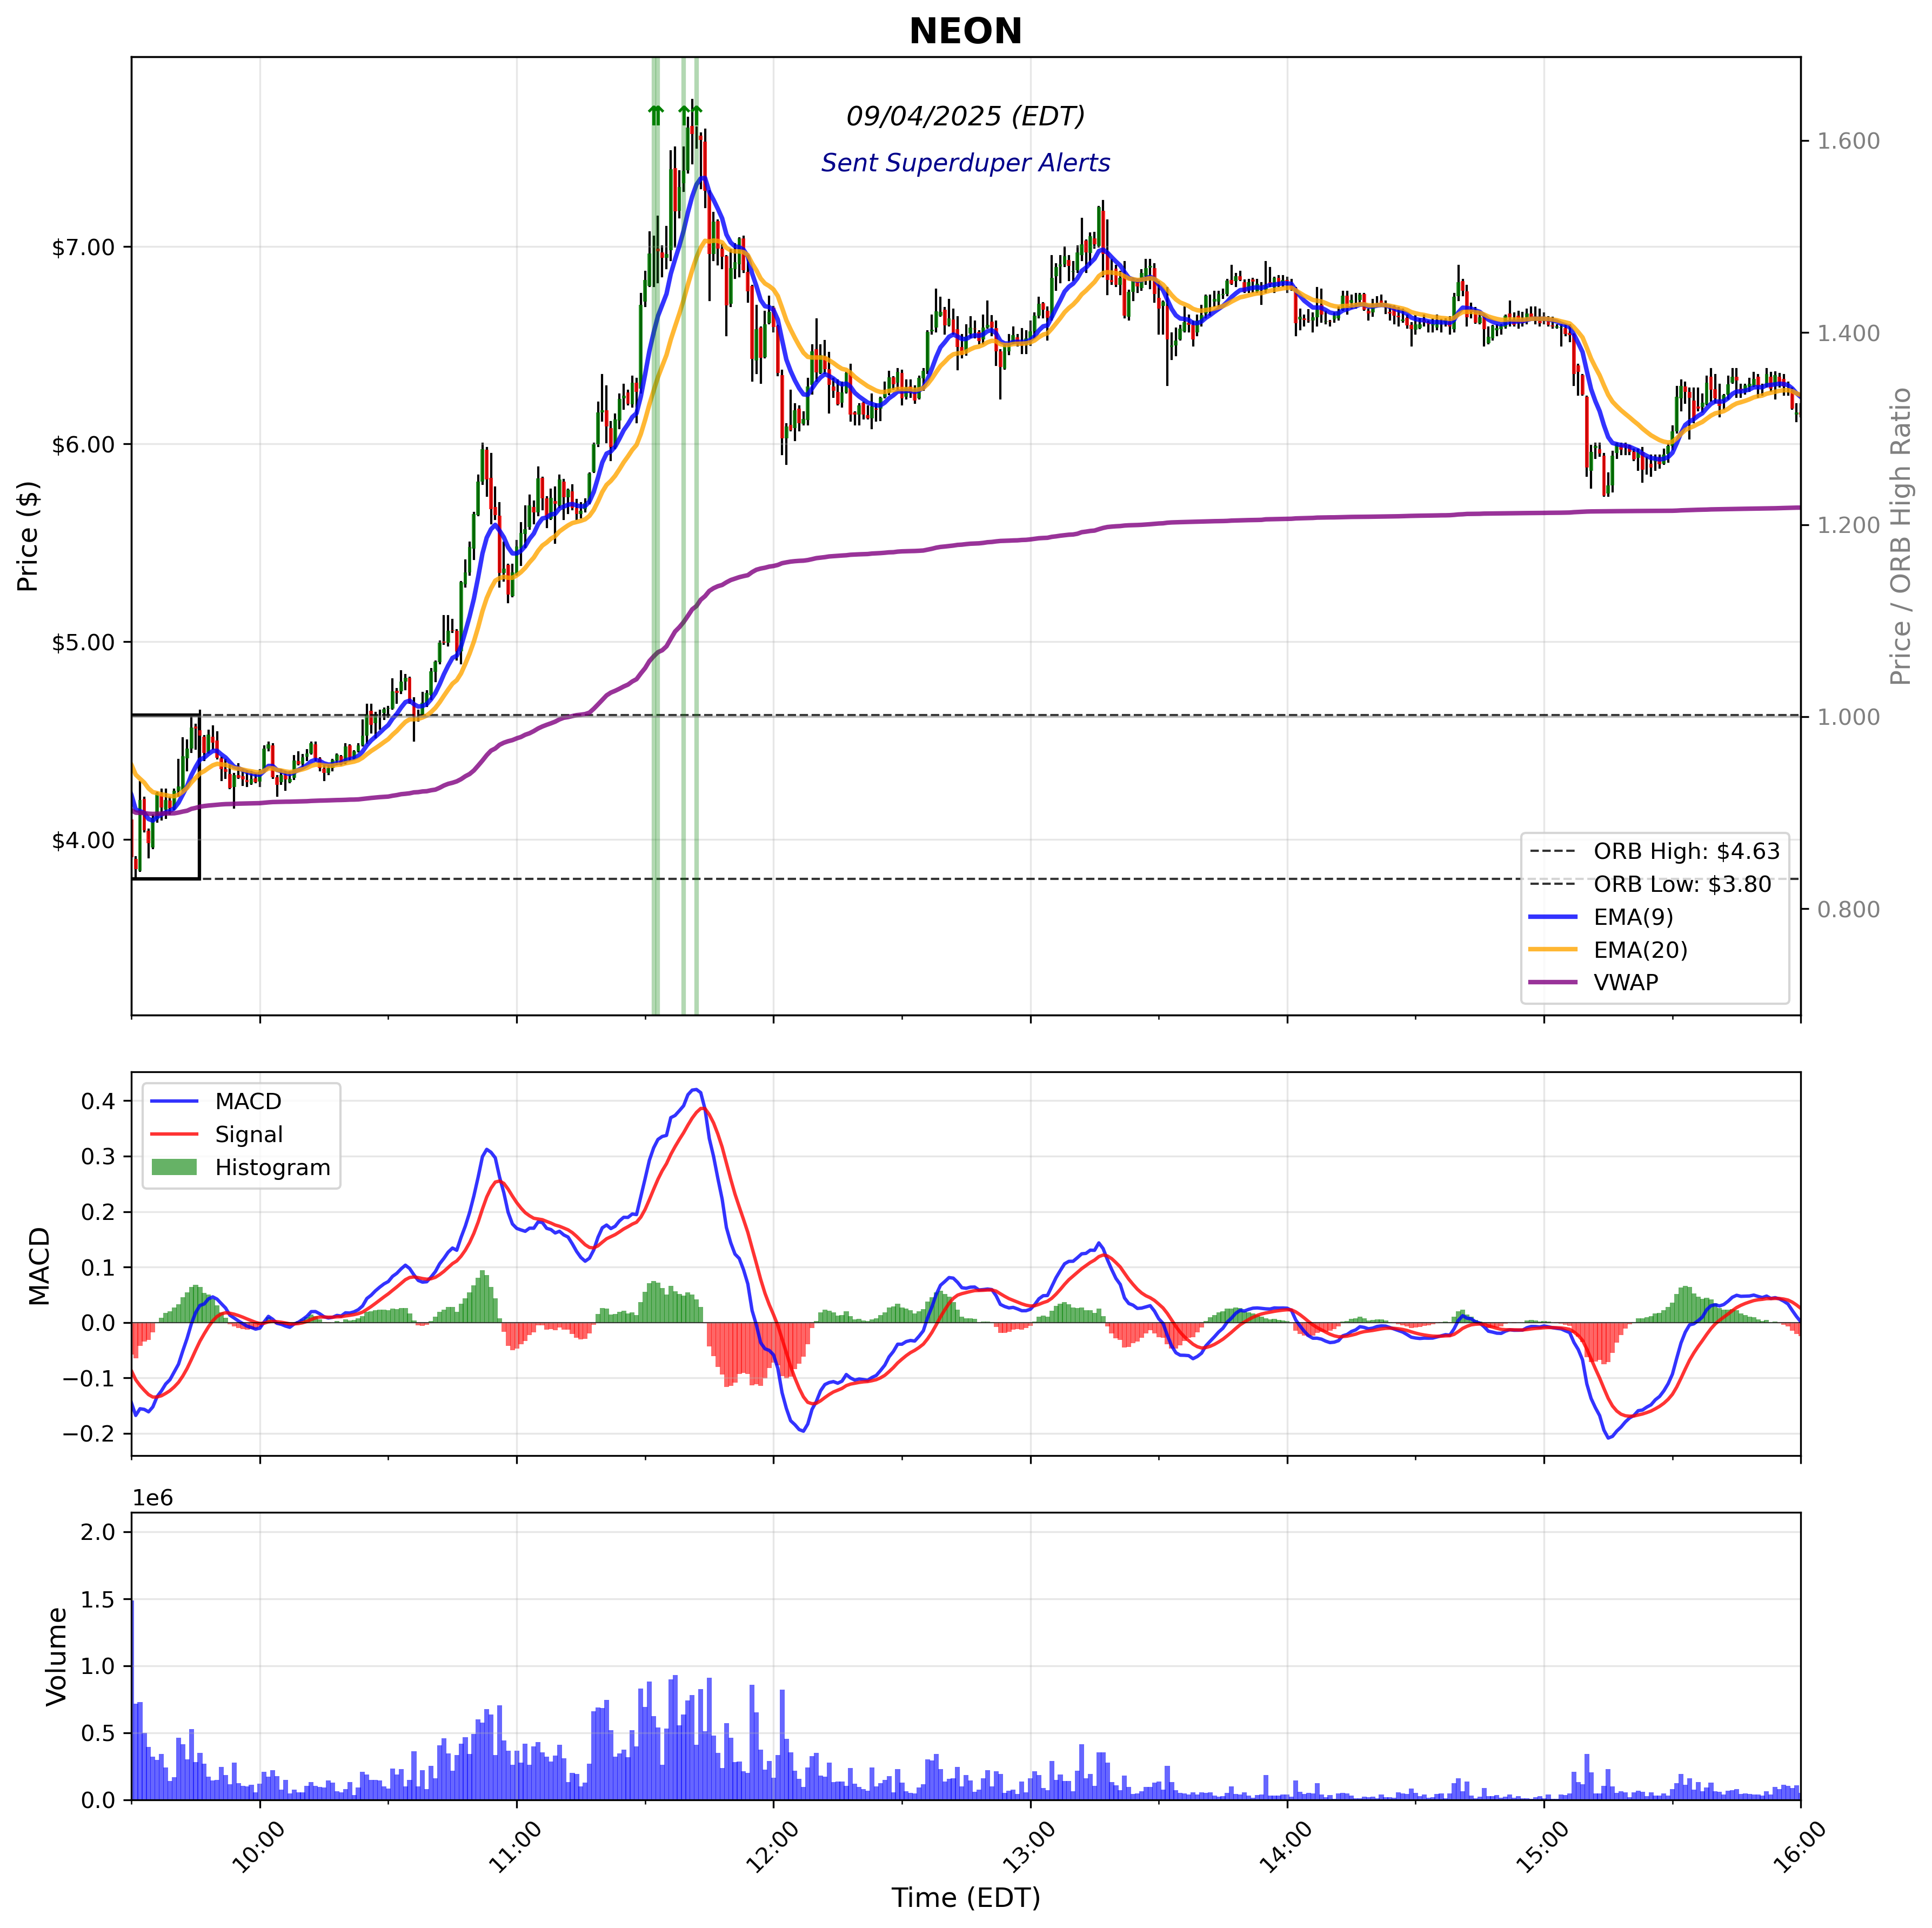 NEON
09/04/2025 (EDT)
Sent Superduper Alerts
Price ($)
$7.00
$6.00
$5.00
$4.00
1.600
1.400
1.200
1.000
0.800
Price / ORB High Ratio
ORB High: $4.63
ORB Low: $3.80
EMA(9)
EMA(20)
VWAP
MACD
0.4
0.3
0.2
0.1
0.0
−0.1
−0.2
MACD
Signal
Histogram
1e6
Volume
2.0
1.5
1.0
0.5
0.0
10:00
11:00
12:00
13:00
14:00
15:00
16:00
Time (EDT)